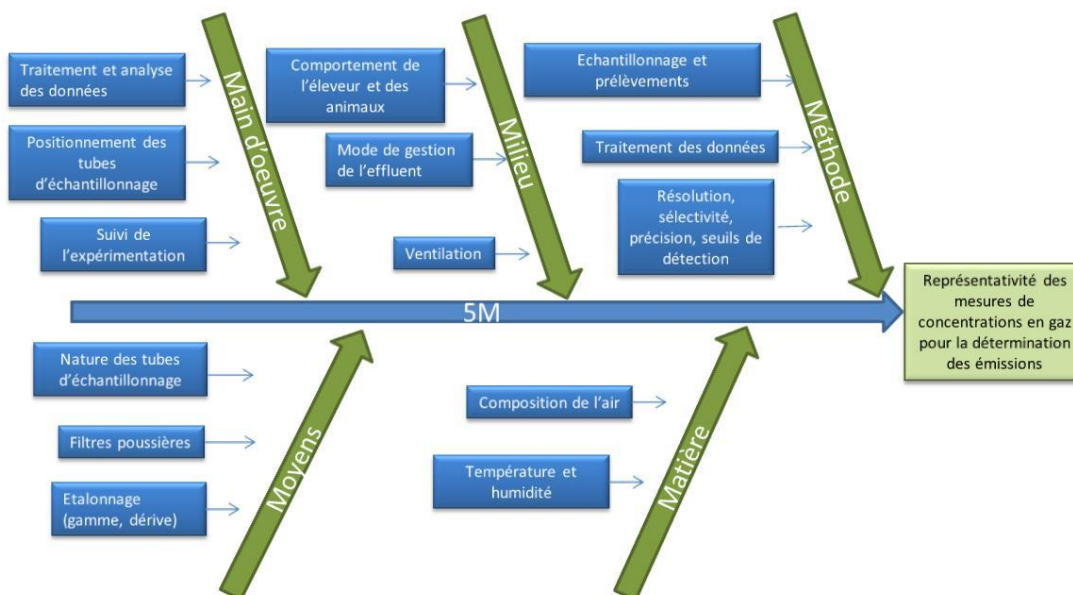 Traitement et analyse
des données
Positionnement des
tubes
d'échantillonnage
Suivi de
l'expérimentation
Main d'oeuvre
Comportement de
l'éleveur et des
animaux
Mode de gestion
de l'effluent
Ventilation
Milieu
Echantillonnage et
prélèvements
Traitement des données
Résolution,
sélectivité,
précision, seuils de
détection
Méthode
5M
Représentativité des
mesures de
concentrations en gaz
pour la détermination
des émissions
Nature des tubes
d'échantillonnage
Filtres poussières
Etalonnage
(gamme, dérive)
Moyens
Composition de l'air
Température et
humidité
Matière